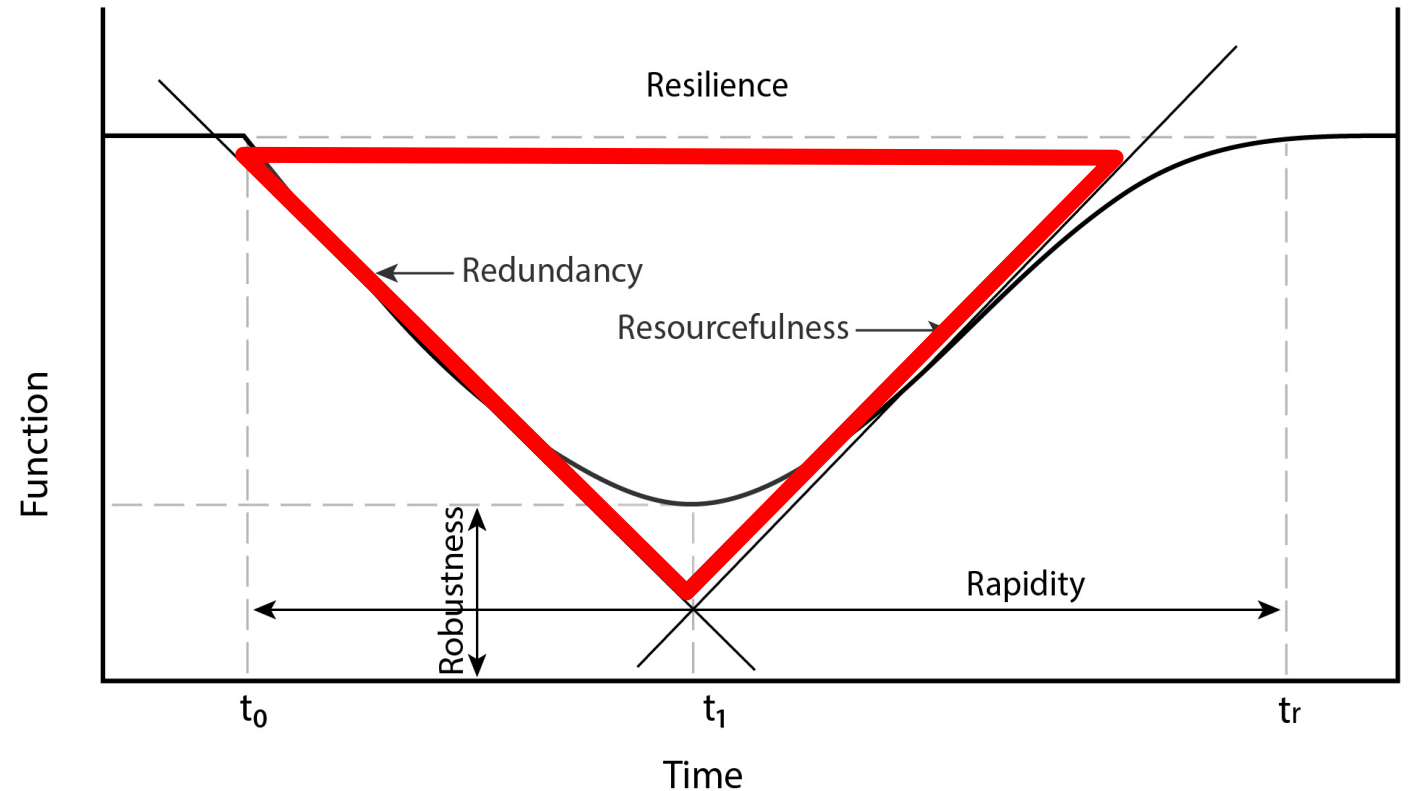 Resilience
Redundancy
Resourcefulness
Function
Robustness
Rapidity
t0
t1
tr
Time